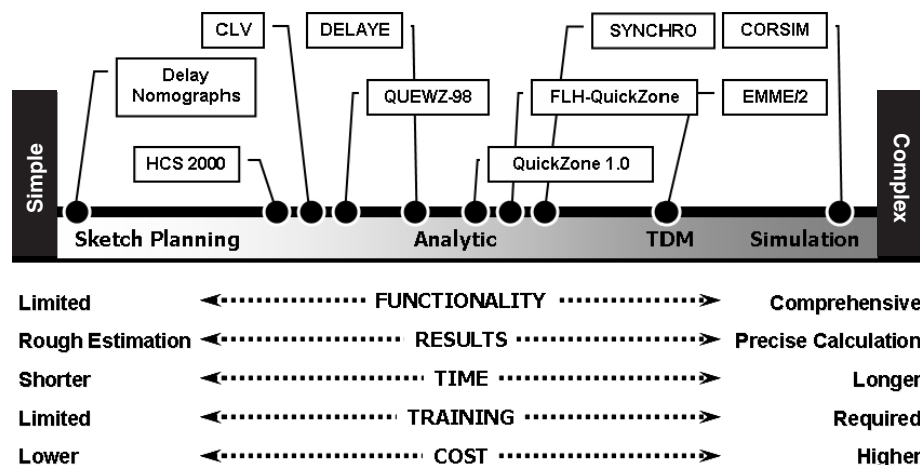 CLV
DELAYE
SYNCHRO
CORSIM
Delay
Nomographs
QUEWZ-98
FLH-QuickZone
EMME/2
HCS 2000
QuickZone 1.0
Simple
Complex
Sketch Planning
Analytic
TDM
Simulation
Limited FUNCTIONALITY Comprehensive
Rough Estimation RESULTS Precise Calculation
Shorter TIME Longer
Limited TRAINING Required
Lower COST Higher